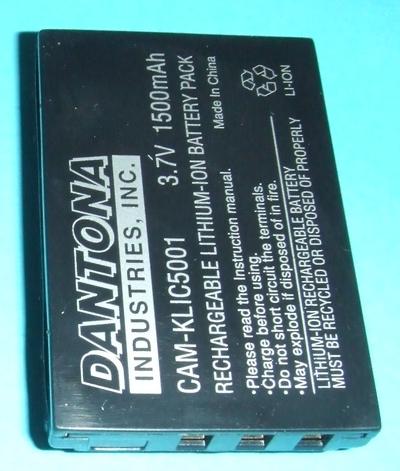 DANTONA
INDUSTRIES, INC.
CAM-KLIC5001 3.7V 1500mAh
RECHARGEABLE LITHIUM-ION BATTERY PACK
Made In China
•Please read the Instruction manual.
•Charge before using.
•Do not short circuit the terminals.
•May explode if disposed of in fire.
LITHIUM-ION RECHARGEABLE BATTERY
MUST BE RECYCLED OR DISPOSED OF PROPERLY
LI-ION